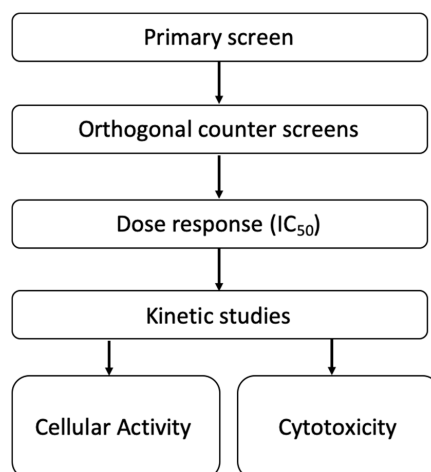 Primary screen
Orthogonal counter screens
Dose response (IC₅₀)
Kinetic studies
Cellular Activity
Cytotoxicity